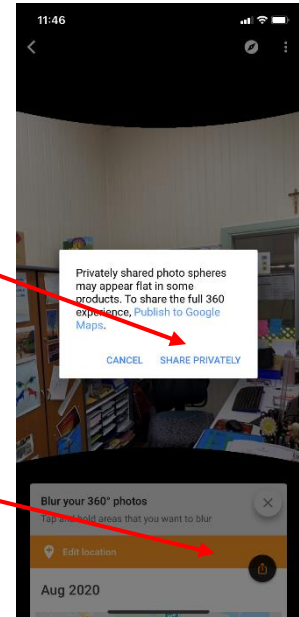 11:46
Privately shared photo spheres
may appear flat in some
products. To share the full 360
experience, Publish to Google
Maps.
CANCEL SHARE PRIVATELY
Blur your 360° photos
Tap and hold areas that you want to blur
Edit location
Aug 2020